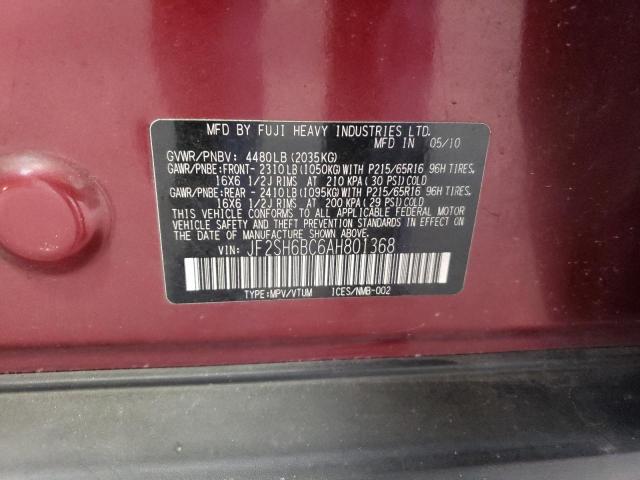 MFD BY FUJI HEAVY INDUSTRIES LTD.
MFD IN 05/10
GVWR/PNBV: 4480LB (2035KG)
GAWR/PNBE:FRONT-2310LB(1050KG)WITH P215/65R16 96H TIRES,
16X6 1/2J RIMS AT 210 KPA(30 PSI)COLD
GAWR/PNBE:REAR -2410LB(1095KG)WITH P215/65R16 96H TIRES,
16X6 1/2J RIMS AT 200 KPA(29 PSI)COLD
THIS VEHICLE CONFORMS TO ALL APPLICABLE FEDERAL MOTOR
VEHICLE SAFETY AND THEFT PREVENTION STANDARDS IN EFFECT ON
THE DATE OF MANUFACTURE SHOWN ABOVE.
VIN: JF2SH6BC6AH801368
TYPE:MPV/VTUM ICES/NMB-002